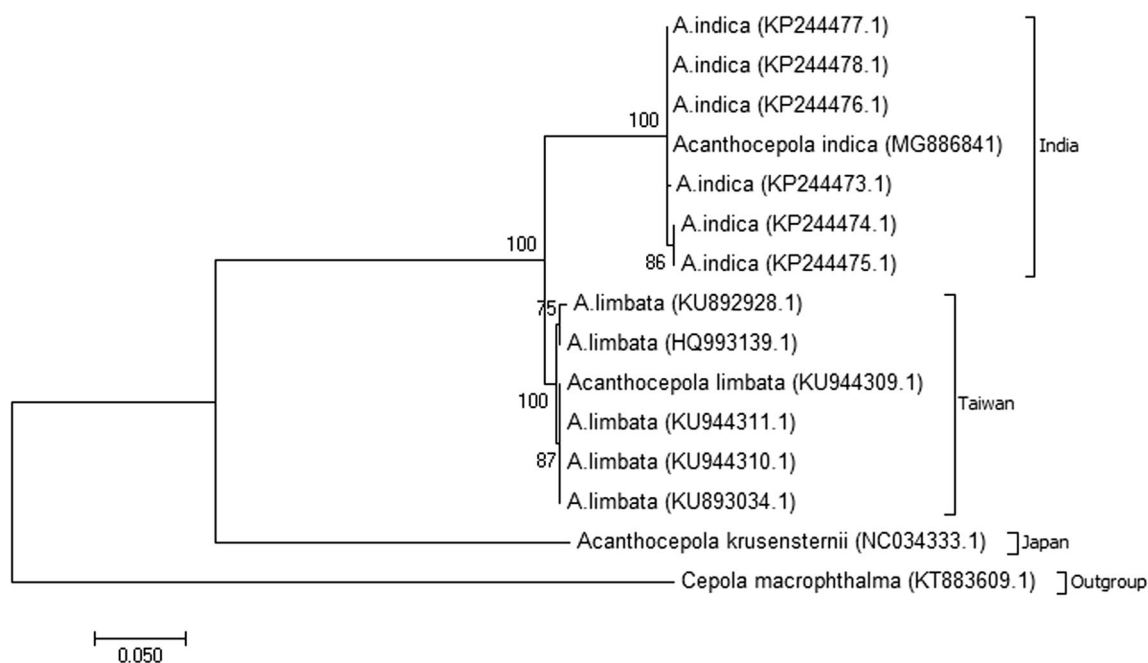 A.indica (KP244477.1)
A.indica (KP244478.1)
A.indica (KP244476.1)
100
Acanthocepola indica (MG886841)
India
A.indica (KP244473.1)
A.indica (KP244474.1)
100
86
A.indica (KP244475.1)
75
A.limbata (KU892928.1)
A.limbata (HQ993139.1)
Acanthocepola limbata (KU944309.1)
100
Taiwan
A.limbata (KU944311.1)
87
A.limbata (KU944310.1)
A.limbata (KU893034.1)
Acanthocepola krusensternii (NC034333.1)
Japan
Cepola macrophthalma (KT883609.1)
Outgroup
0.050